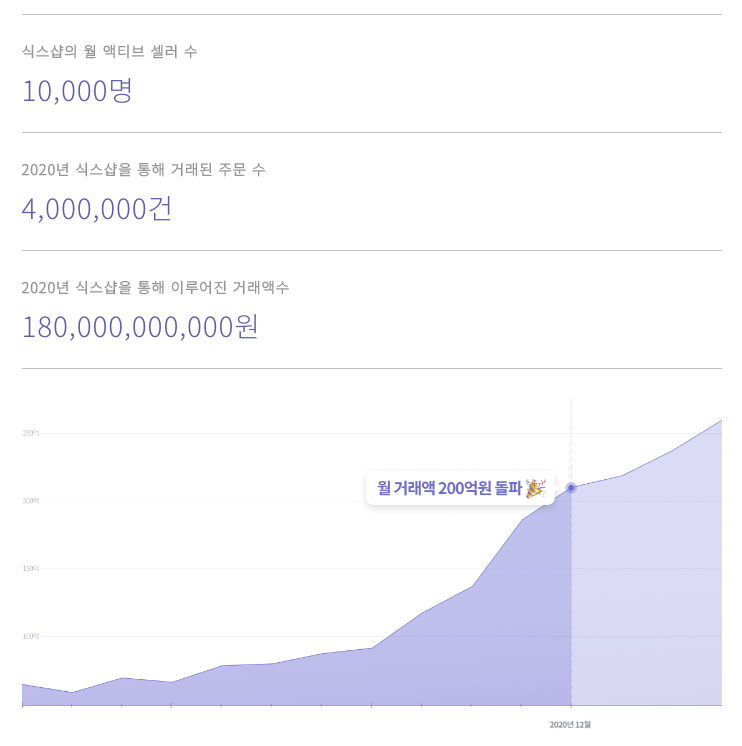 식스샵의 월 액티브 셀러 수
10,000명
2020년 식스샵을 통해 거래된 주문 수
4,000,000건
2020년 식스샵을 통해 이루어진 거래액수
180,000,000,000원
250억
월 거래액 200억원 돌파 🎉
200억
150억
100억
2020년 12월